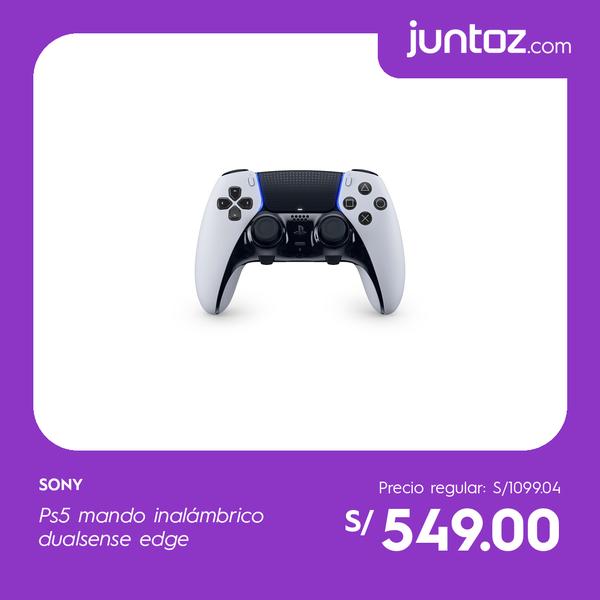 juntoz.com
SONY
Ps5 mando inalámbrico
dualsense edge
Precio regular: S/1099.04
S/ 549.00